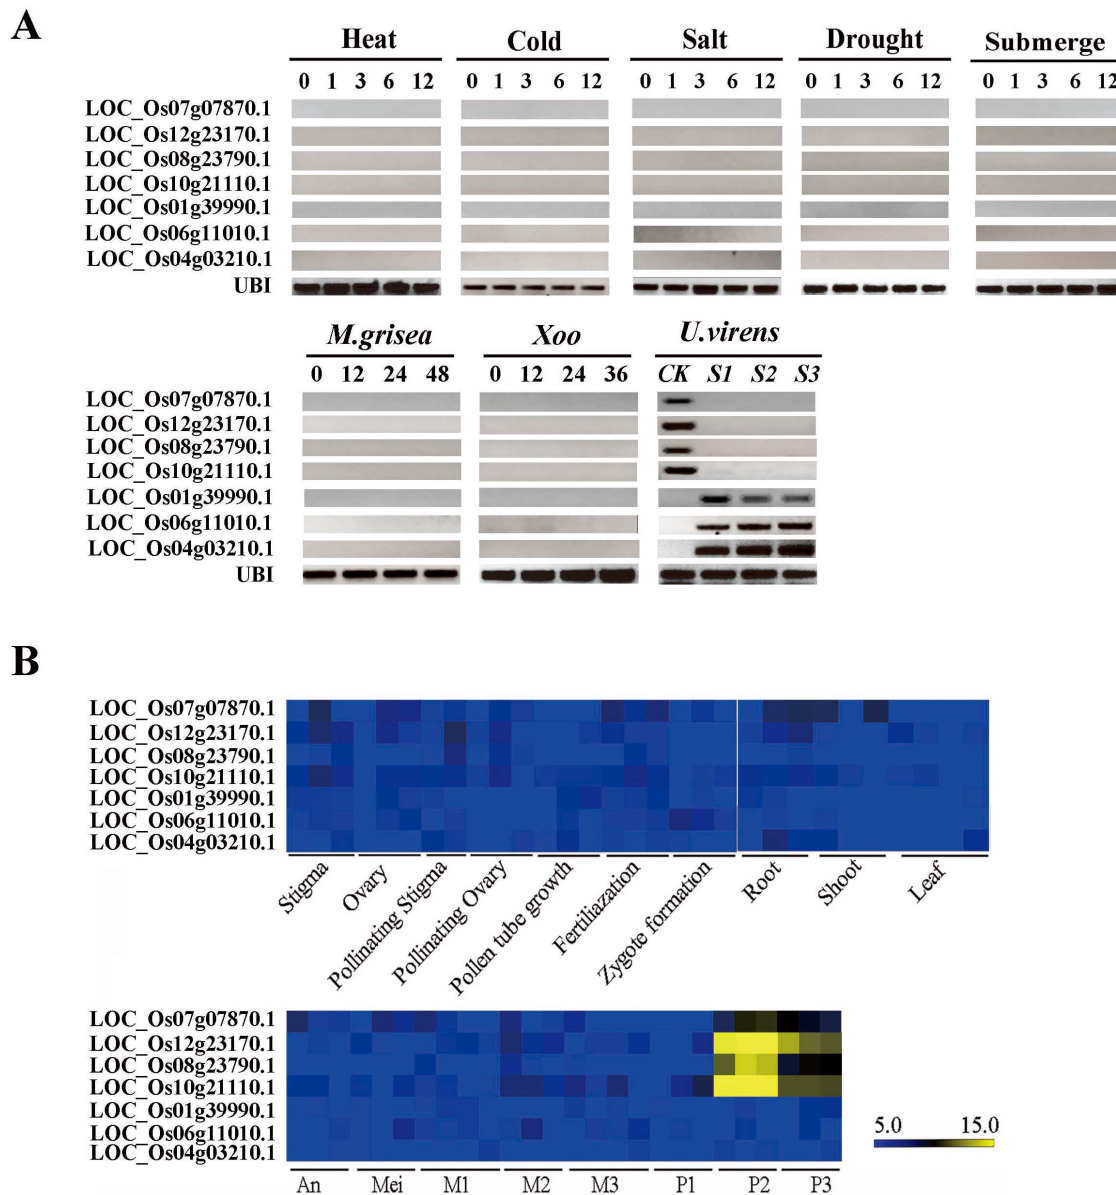 A
Heat Cold Salt Drought Submerge
0 1 3 6 12 0 1 3 6 12 0 1 3 6 12 0 1 3 6 12 0 1 3 6 12
LOC_Os07g07870.1
LOC_Os12g23170.1
LOC_Os08g23790.1
LOC_Os10g21110.1
LOC_Os01g39990.1
LOC_Os06g11010.1
LOC_Os04g03210.1
UBI
M.grisea Xoo U.virens
0 12 24 48 0 12 24 36 CK S1 S2 S3
LOC_Os07g07870.1
LOC_Os12g23170.1
LOC_Os08g23790.1
LOC_Os10g21110.1
LOC_Os01g39990.1
LOC_Os06g11010.1
LOC_Os04g03210.1
UBI
B
LOC_Os07g07870.1
LOC_Os12g23170.1
LOC_Os08g23790.1
LOC_Os10g21110.1
LOC_Os01g39990.1
LOC_Os06g11010.1
LOC_Os04g03210.1
Stigma
Ovary
Pollinating Stigma
Pollinating Ovary
Pollen tube growth
Fertiliazation
Zygote formation
Root
Shoot
Leaf
LOC_Os07g07870.1
LOC_Os12g23170.1
LOC_Os08g23790.1
LOC_Os10g21110.1
LOC_Os01g39990.1
LOC_Os06g11010.1
LOC_Os04g03210.1
5.0 15.0
An Mei M1 M2 M3 P1 P2 P3